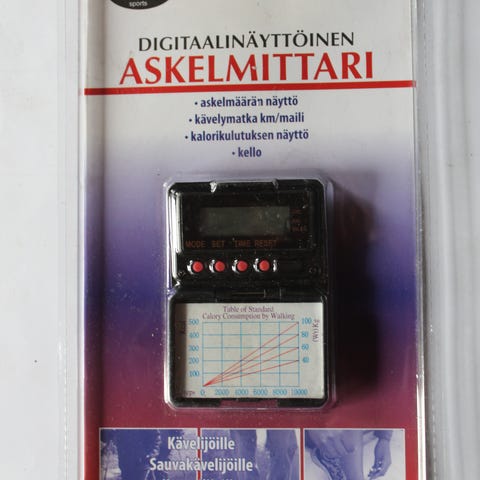 sports
DIGITAALINÄYTTÖINEN
ASKELMITTARI
• askelmäärän näyttö
• kävelymatka km/maili
• kalorikulutuksen näyttö
• kello
MODE SET TIME RESET
Table of Standard
Calory Consumption by Walking
500 100
400 80
300 60
200 40
100
(Wt)Kg
0 2000 4000 6000 8000 10000
Kävelijöille
Sauvakävelijöille